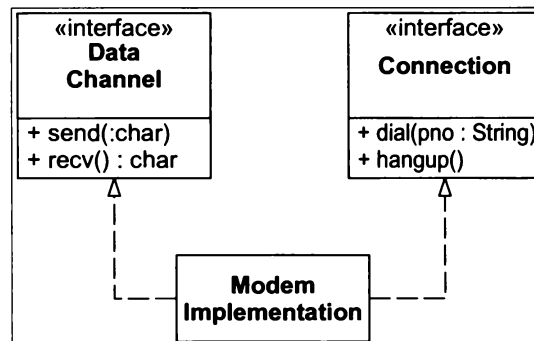 «interface»
Data
Channel
+ send(:char)
+ recv() : char
«interface»
Connection
+ dial(pno : String)
+ hangup()
Modem
Implementation